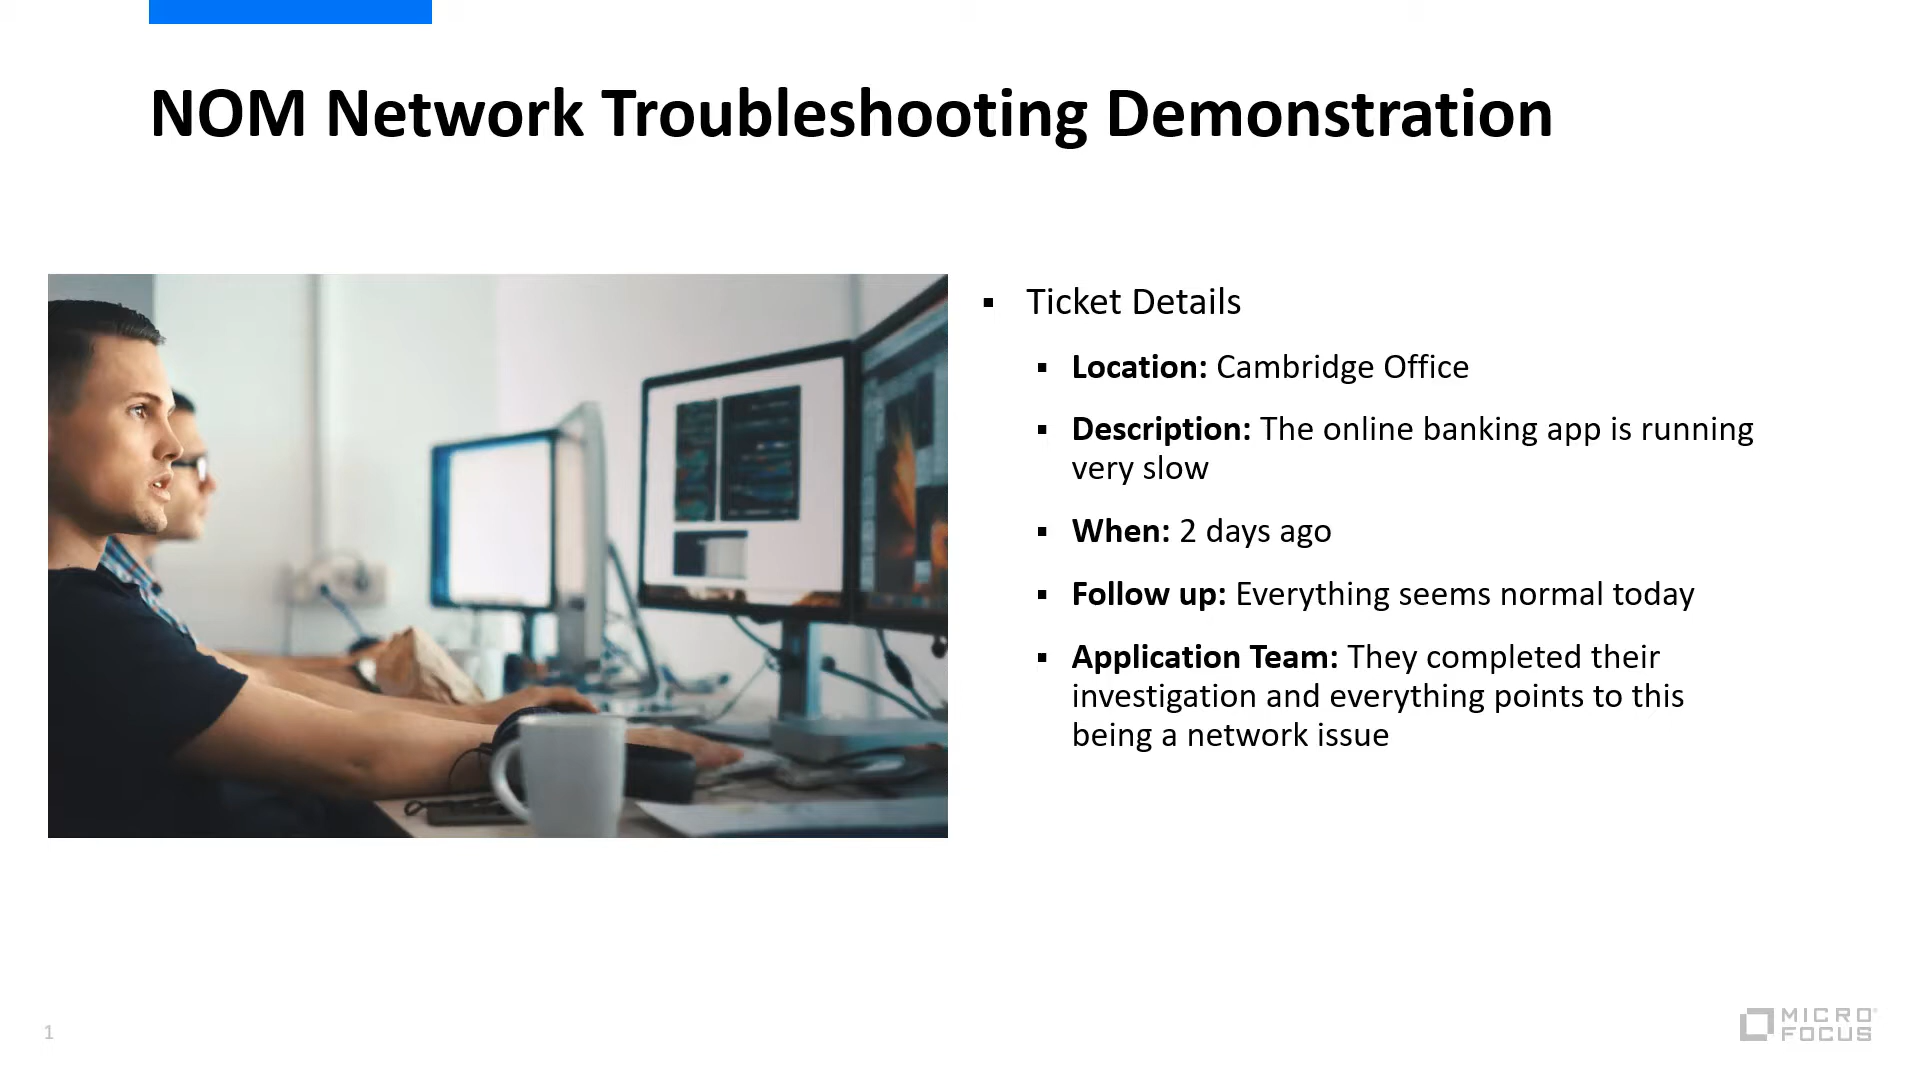 NOM Network Troubleshooting Demonstration
▪ Ticket Details
▪ Location: Cambridge Office
▪ Description: The online banking app is running
very slow
▪ When: 2 days ago
▪ Follow up: Everything seems normal today
▪ Application Team: They completed their
investigation and everything points to this
being a network issue
1
MICRO
FOCUS